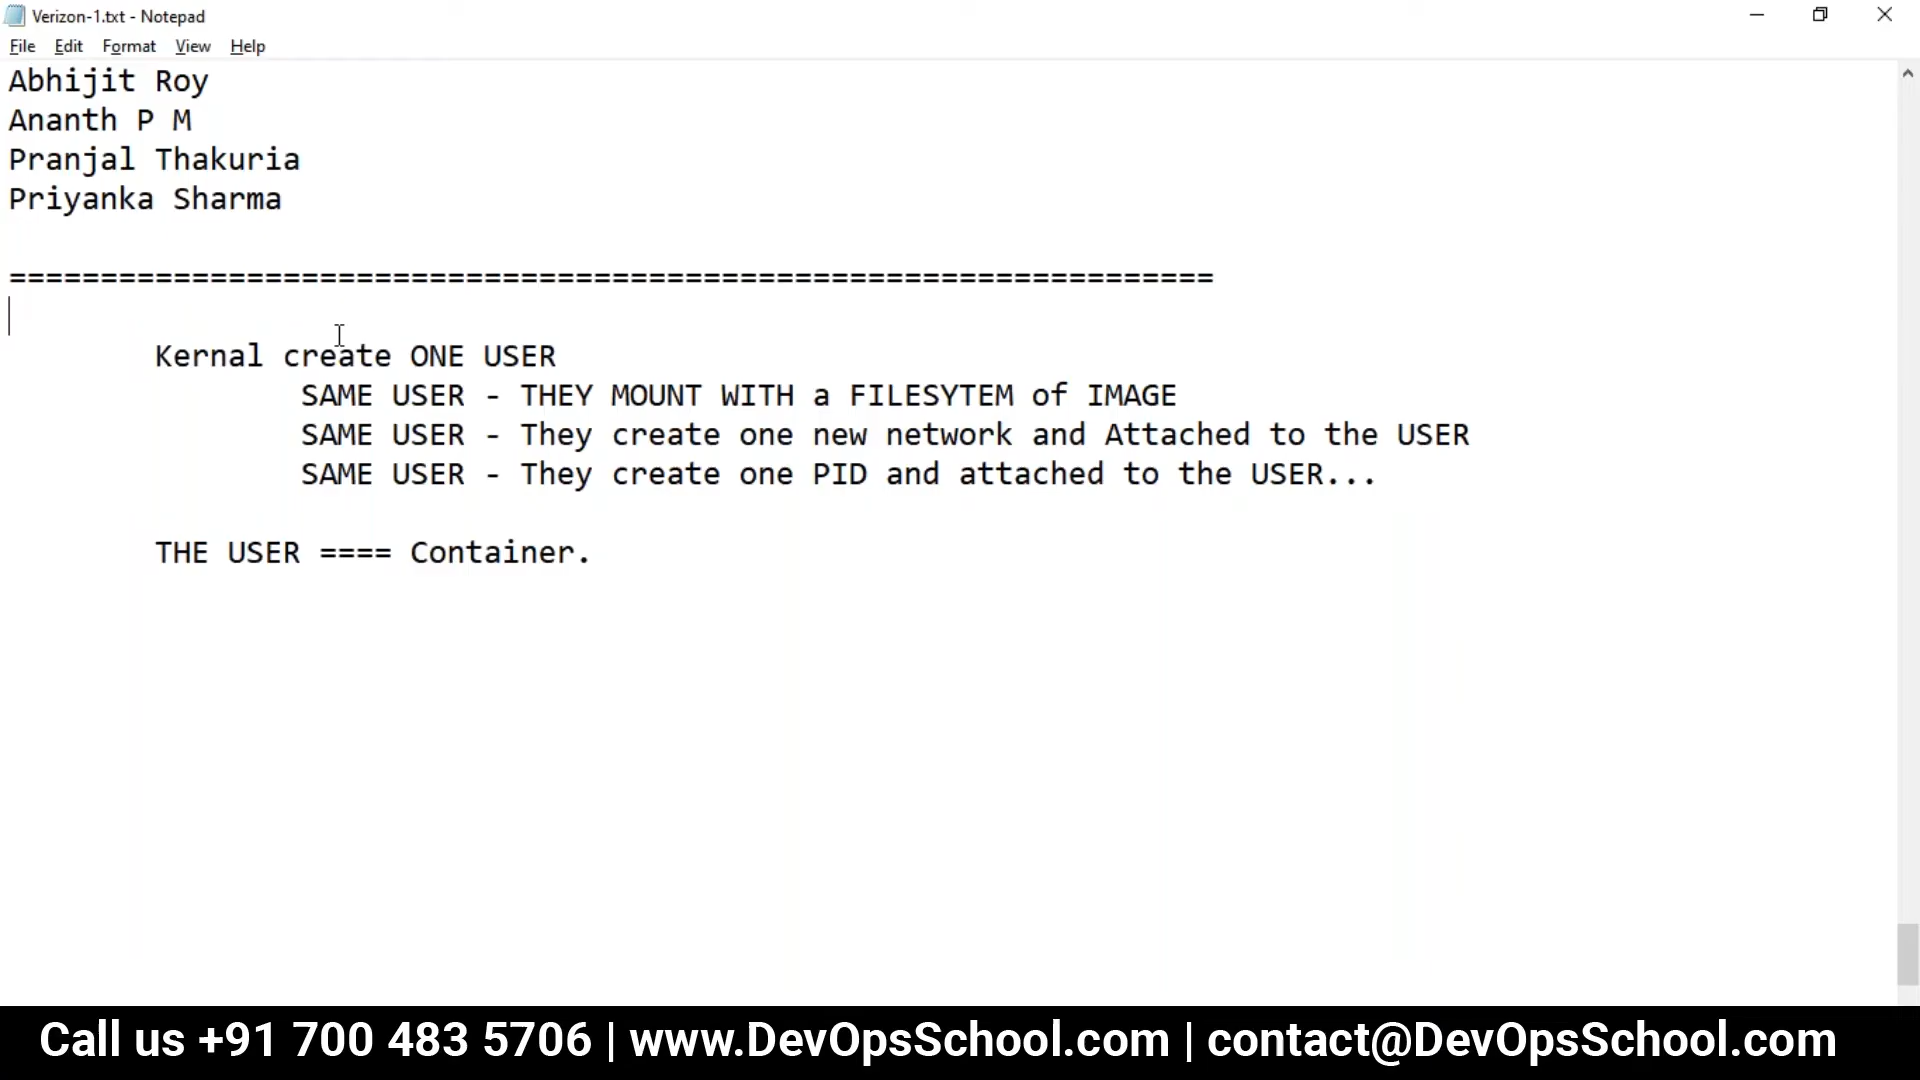 Verizon-1.txt - Notepad
File Edit Format View Help
Abhijit Roy
Ananth P M
Pranjal Thakuria
Priyanka Sharma
==================================================================
Kernal create ONE USER
SAME USER - THEY MOUNT WITH a FILESYTEM of IMAGE
SAME USER - They create one new network and Attached to the USER
SAME USER - They create one PID and attached to the USER...
THE USER ==== Container.
Call us +91 700 483 5706 | www.DevOpsSchool.com | contact@DevOpsSchool.com